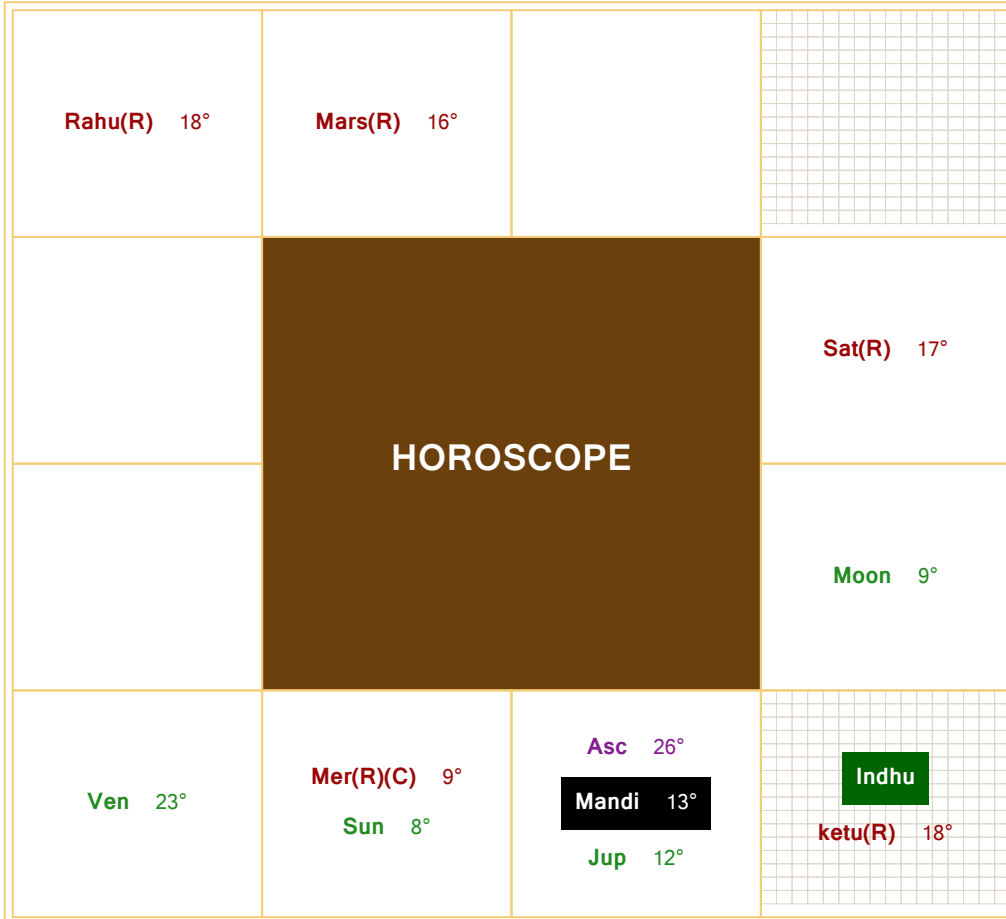 Rahu(R) 18°
Mars(R) 16°
Sat(R) 17°
HOROSCOPE
Moon 9°
Ven 23°
Mer(R)(C) 9°
Sun 8°
Asc 26°
Mandi 13°
Jup 12°
Indhu
ketu(R) 18°